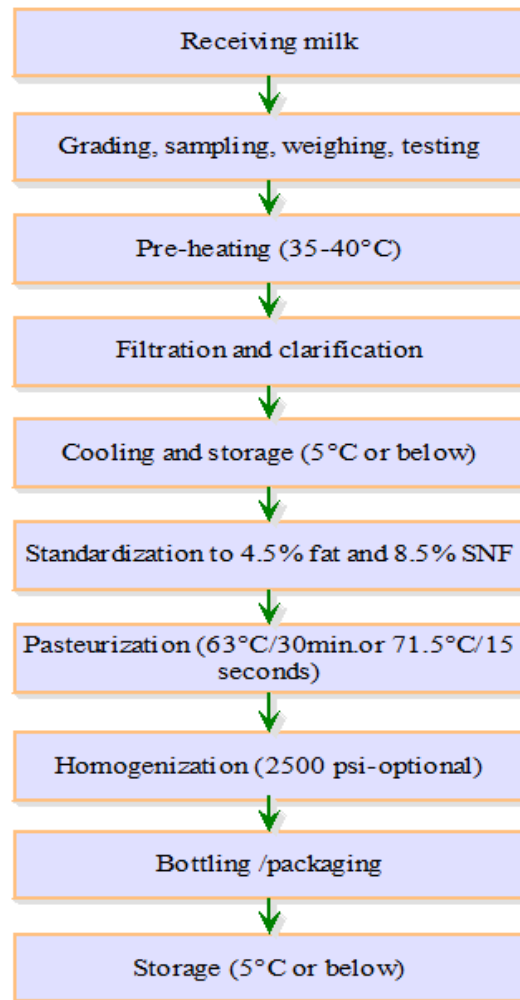 Receiving milk
Grading, sampling, weighing, testing
Pre-heating (35-40°C)
Filtration and clarification
Cooling and storage (5°C or below)
Standardization to 4.5% fat and 8.5% SNF
Pasteurization (63°C/30min.or 71.5°C/15
seconds)
Homogenization (2500 psi-optional)
Bottling /packaging
Storage (5°C or below)